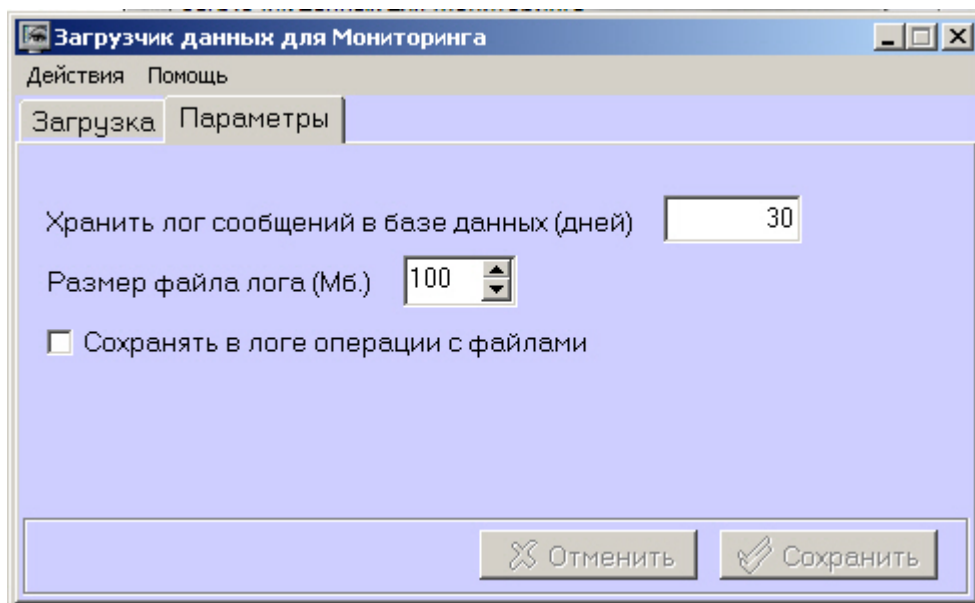 Загрузчик данных для Мониторинга
Действия Помощь
Загрузка Параметры
Хранить лог сообщений в базе данных (дней) 30
Размер файла лога (Мб.) 100
Сохранять в логе операции с файлами
Отменить Сохранить